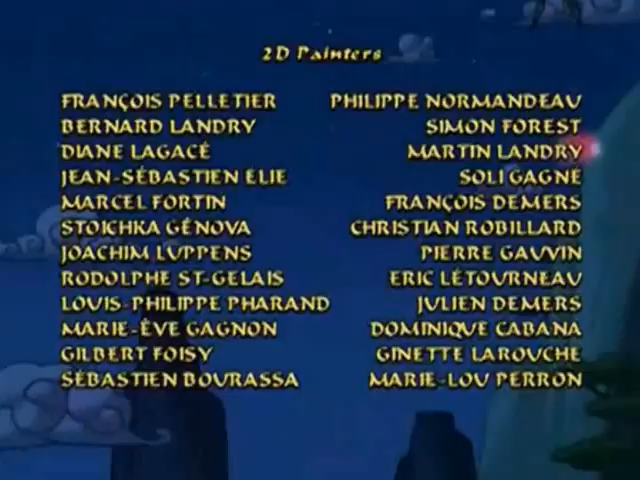 2D Painters
FRANÇOIS PELLETIER PHILIPPE NORMANDEAU
BERNARD LANDRY SIMON FOREST
DIANE LAGACÉ MARTIN LANDRY
JEAN-SÉBASTIEN ÉLIE SOLI GAGNÉ
MARCEL FORTIN FRANÇOIS DEMERS
STOICHKA GÉNOVA CHRISTIAN ROBILLARD
JOACHIM LUPPENS PIERRE GAUVIN
RODOLPHE ST-GELAIS ERIC LÉTOURNEAU
LOUIS-PHILIPPE PHARAND JULIEN DEMERS
MARIE-ÈVE GAGNON DOMINIQUE CABANA
GILBERT FOISY GINETTE LAROUCHE
SÉBASTIEN BOURASSA MARIE-LOU PERRON